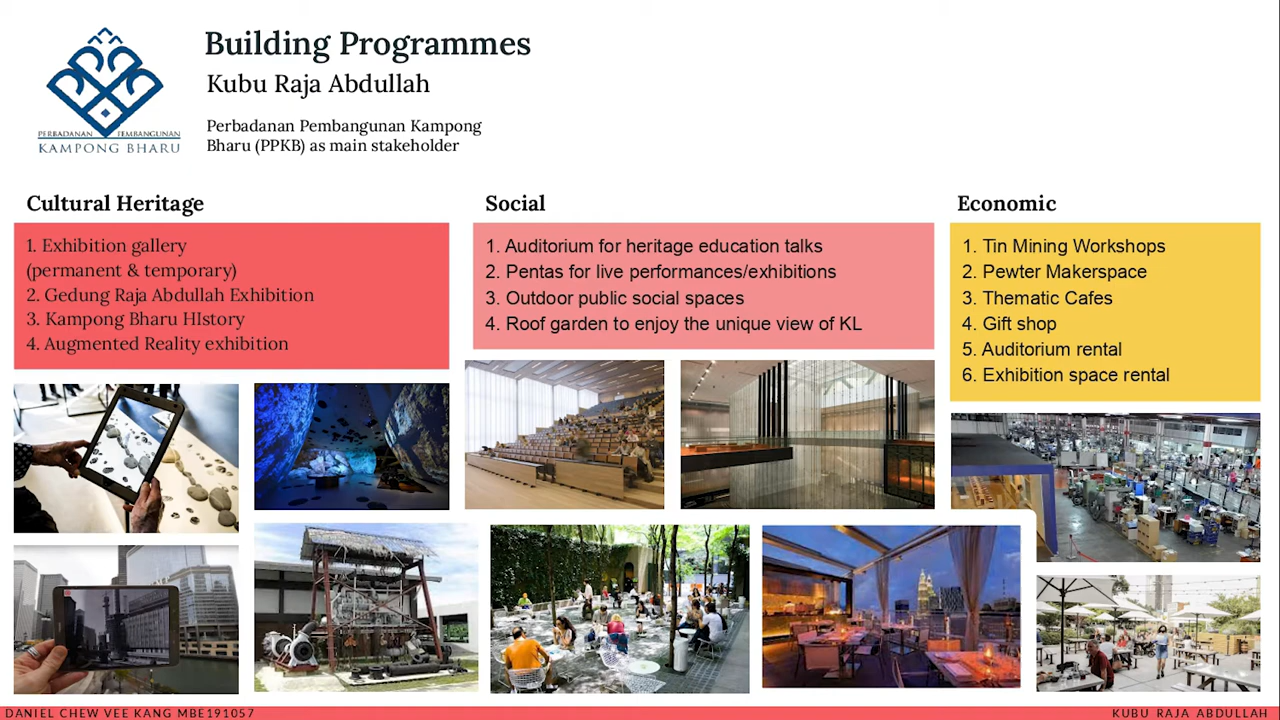 PERBADANAN PEMBANGUNAN
KAMPONG BHARU
Building Programmes
Kubu Raja Abdullah
Perbadanan Pembangunan Kampong
Bharu (PPKB) as main stakeholder
Cultural Heritage
1. Exhibition gallery
(permanent & temporary)
2. Gedung Raja Abdullah Exhibition
3. Kampong Bharu HIstory
4. Augmented Reality exhibition
Social
1. Auditorium for heritage education talks
2. Pentas for live performances/exhibitions
3. Outdoor public social spaces
4. Roof garden to enjoy the unique view of KL
Economic
1. Tin Mining Workshops
2. Pewter Makerspace
3. Thematic Cafes
4. Gift shop
5. Auditorium rental
6. Exhibition space rental
DANIEL CHEW VEE KANG MBE191057
KUBU RAJA ABDULLAH